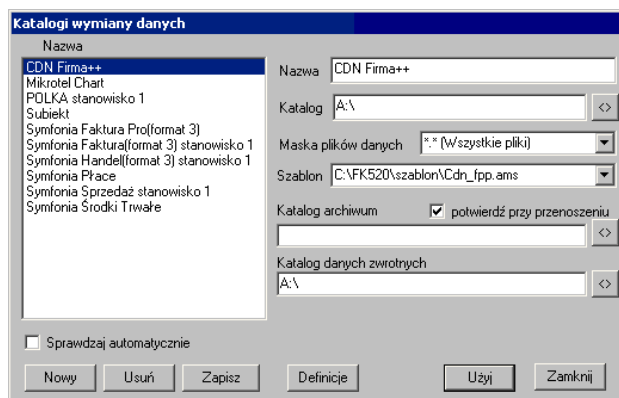 Katalogi wymiany danych
Nazwa
CDN Firma++
Mikrotel Chart
POLKA stanowisko 1
Subiekt
Symfonia Faktura Pro(format 3)
Symfonia Faktura(format 3) stanowisko 1
Symfonia Handel(format 3) stanowisko 1
Symfonia Płace
Symfonia Sprzedaż stanowisko 1
Symfonia Środki Trwałe
Nazwa CDN Firma++
Katalog A:\ <>
Maska plików danych *.* (Wszystkie pliki)
Szablon C:\FK520\szablon\Cdn_fpp.ams
Katalog archiwum potwierdź przy przenoszeniu
<>
Katalog danych zwrotnych
A:\ <>
Sprawdzaj automatycznie
Nowy Usuń Zapisz Definicje Użyj Zamknij